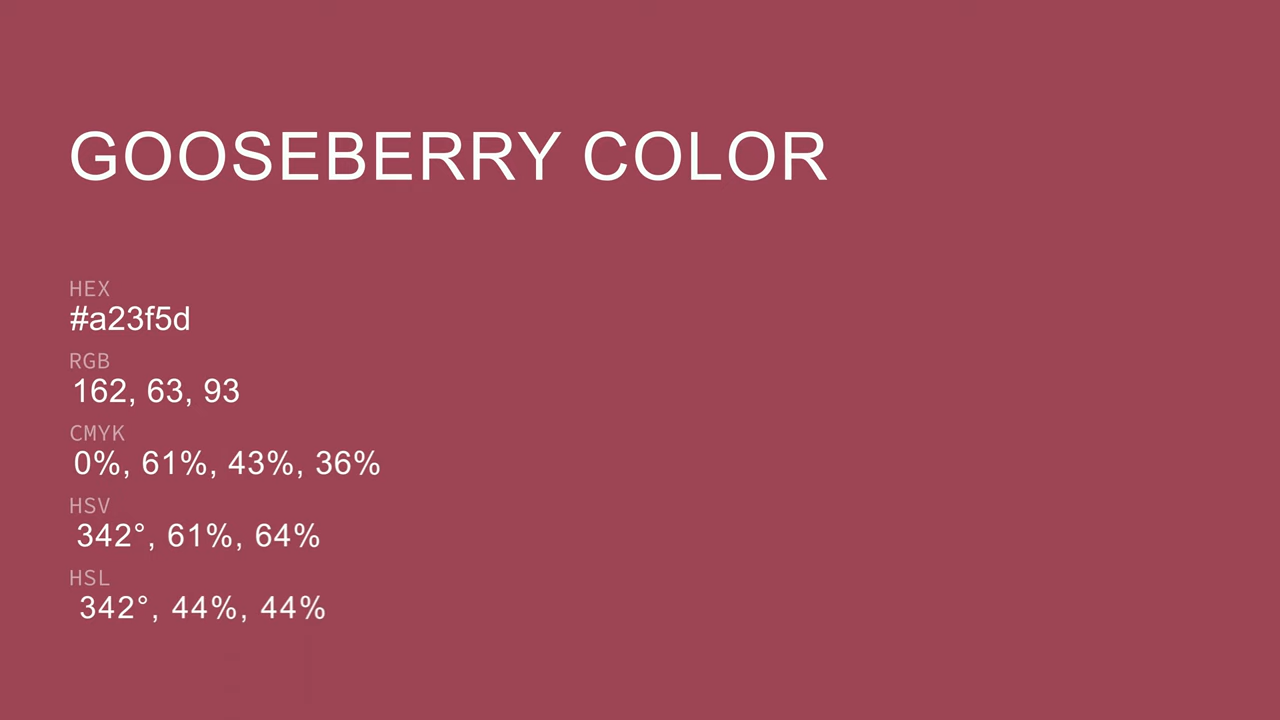 GOOSEBERRY COLOR
HEX
#a23f5d
RGB
162, 63, 93
CMYK
0%, 61%, 43%, 36%
HSV
342°, 61%, 64%
HSL
342°, 44%, 44%